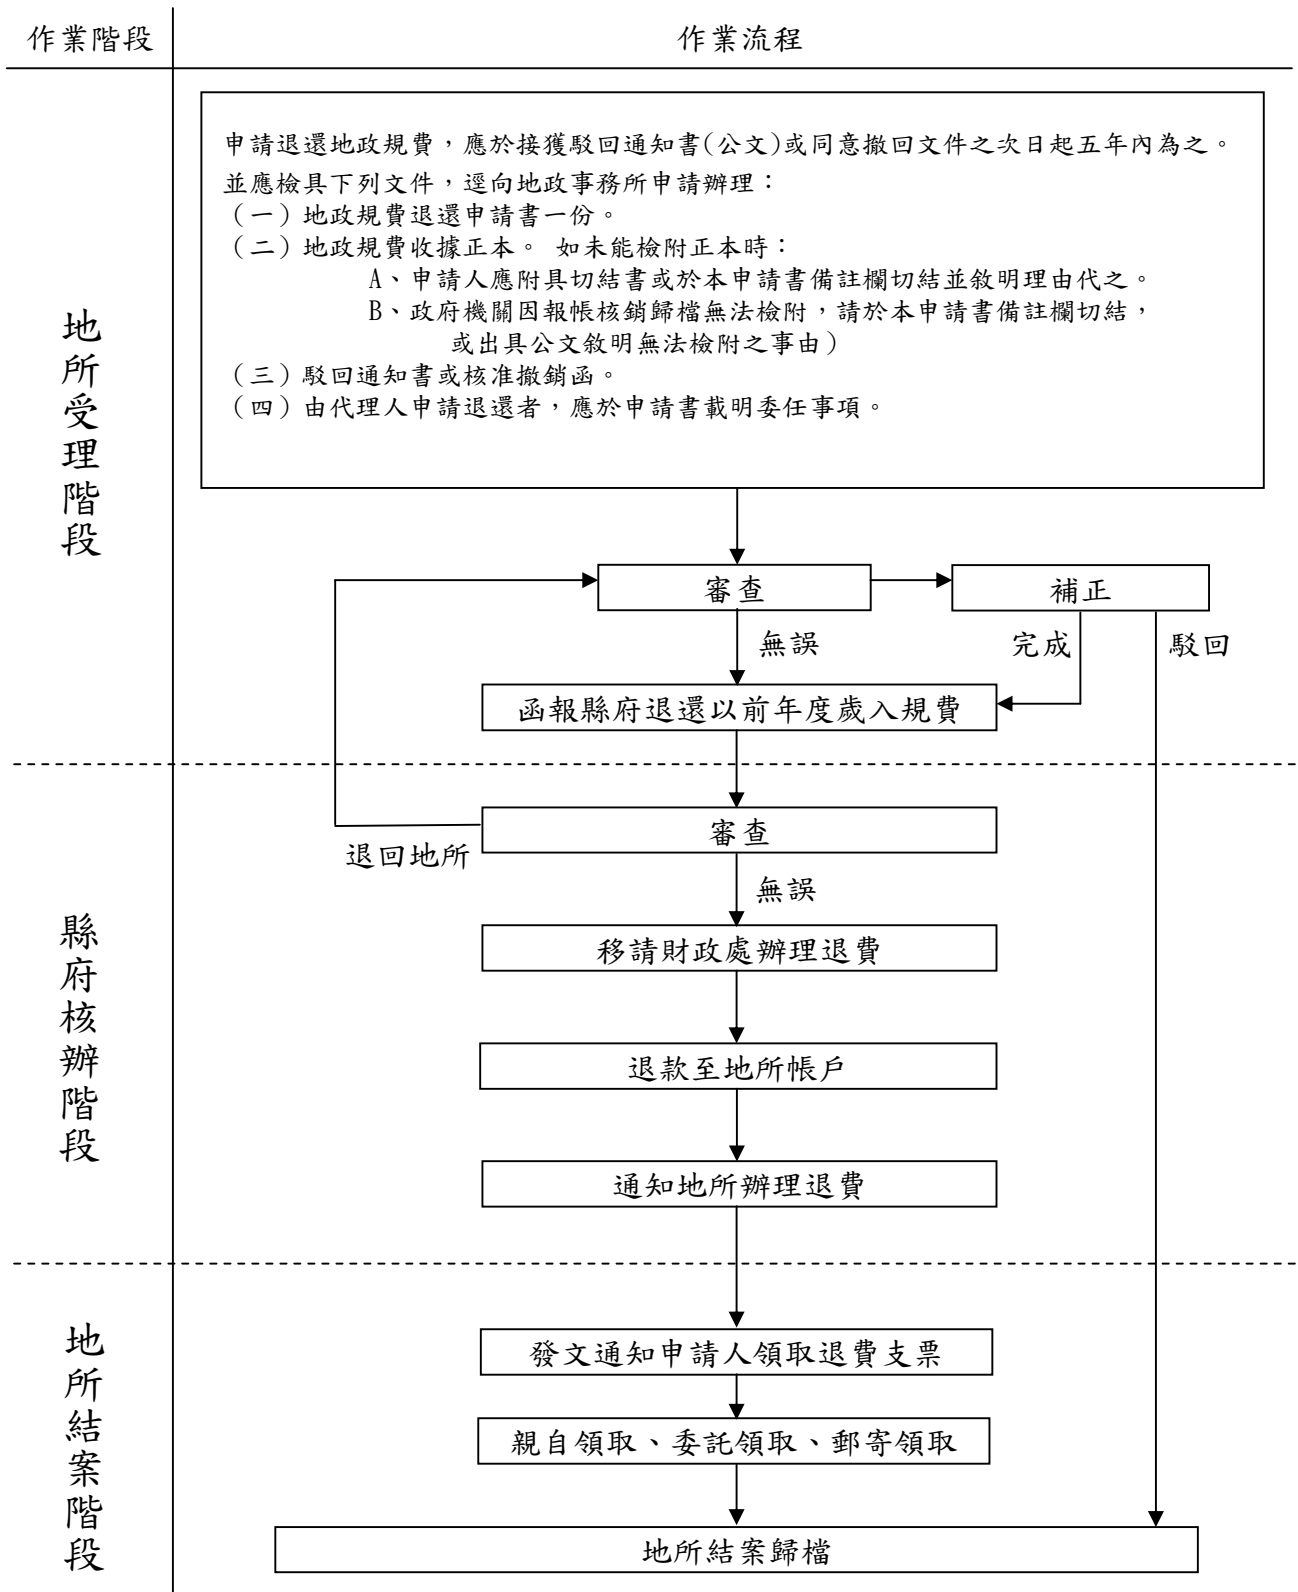 作業階段
作業流程
地所受理階段
申請退還地政規費，應於接獲駁回通知書(公文)或同意撤回文件之次日起五年內為之。
並應檢具下列文件，逕向地政事務所申請辦理：
（一）地政規費退還申請書一份。
（二）地政規費收據正本。 如未能檢附正本時：
A、申請人應附具切結書或於本申請書備註欄切結並敘明理由代之。
B、政府機關因報帳核銷歸檔無法檢附，請於本申請書備註欄切結，
或出具公文敘明無法檢附之事由)
（三）駁回通知書或核准撤銷函。
（四）由代理人申請退還者，應於申請書載明委任事項。
審查
補正
無誤
完成
駁回
函報縣府退還以前年度歲入規費
縣府核辦階段
審查
退回地所
無誤
移請財政處辦理退費
退款至地所帳戶
通知地所辦理退費
地所結案階段
發文通知申請人領取退費支票
親自領取、委託領取、郵寄領取
地所結案歸檔